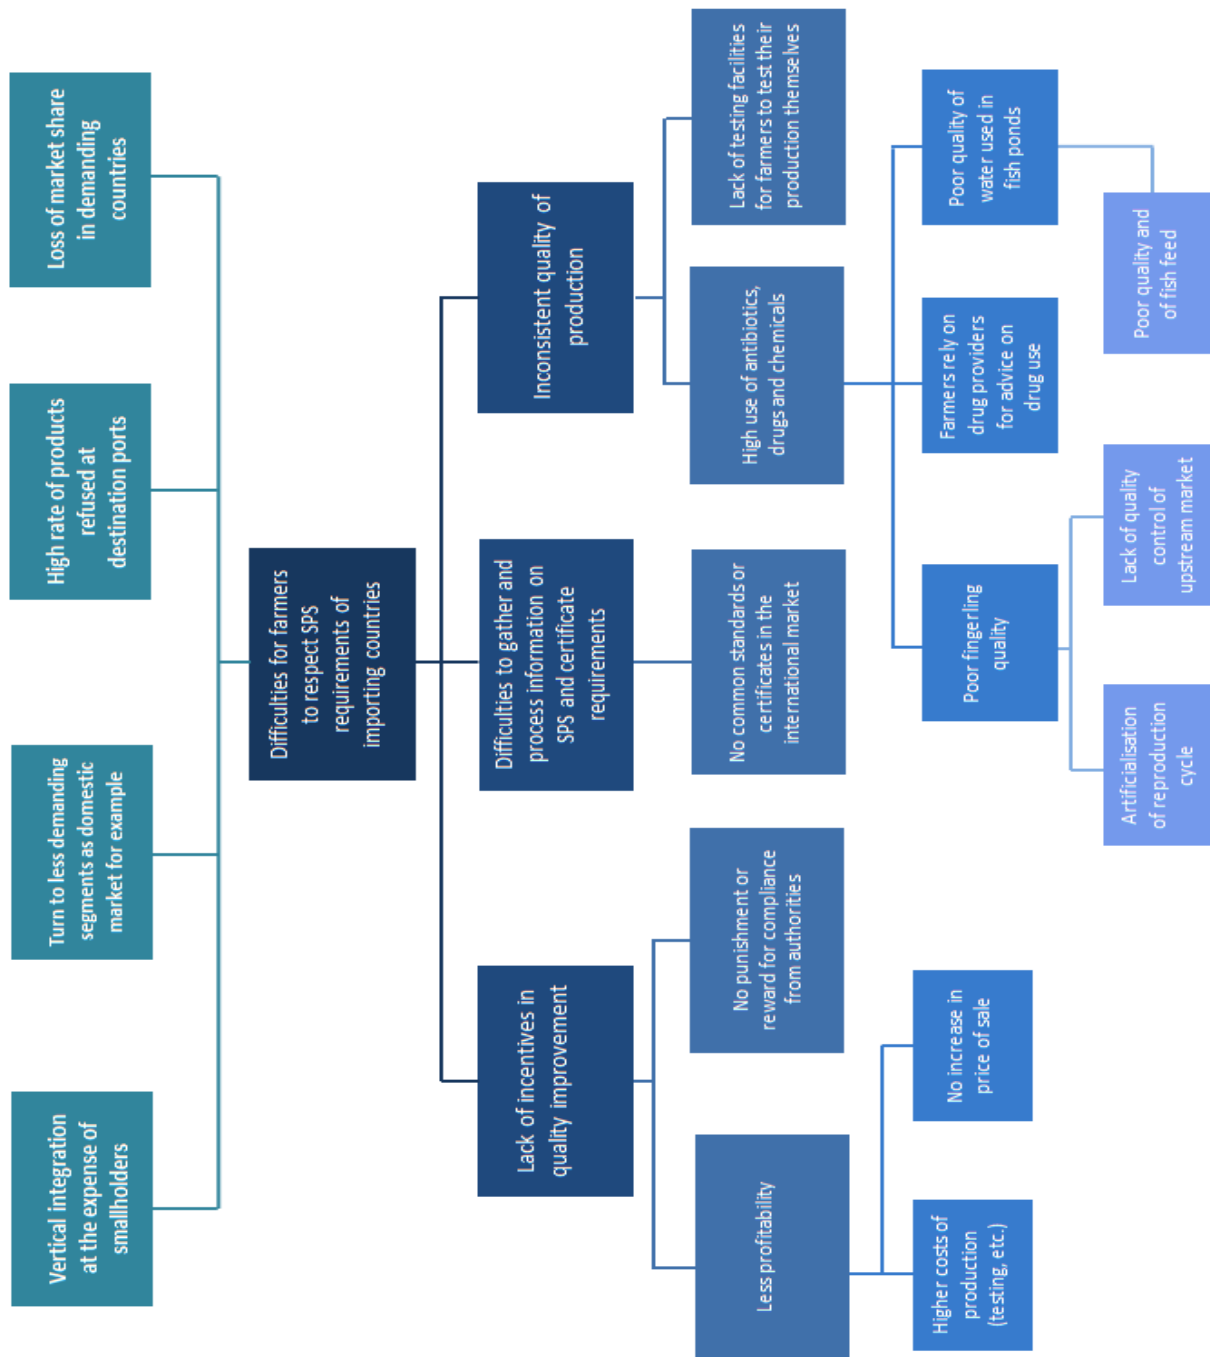 Vertical integration
at the expense of
smallholders
Turn to less demanding
segments as domestic
market for example
High rate of products
refused at
destination ports
Loss of market share
in demanding
countries
Difficulties for farmers
to respect SPS
requirements of
importing countries
Lack of incentives in
quality improvement
Difficulties to gather and
process information on
SPS and certificate
requirements
Inconsistent quality of
production
Less profitability
No punishment or
reward for compliance
from authorities
No common standards or
certificates in the
international market
High use of antibiotics,
drugs and chemicals
Lack of testing facilities
for farmers to test their
production themselves
Higher costs of
production
(testing, etc.)
No increase in
price of sale
Poor fingerling
quality
Farmers rely on
drug providers
for advice on
drug use
Poor quality of
water used in
fish ponds
Artificialisation
of reproduction
cycle
Lack of quality
control of
upstream market
Poor quality and
of fish feed